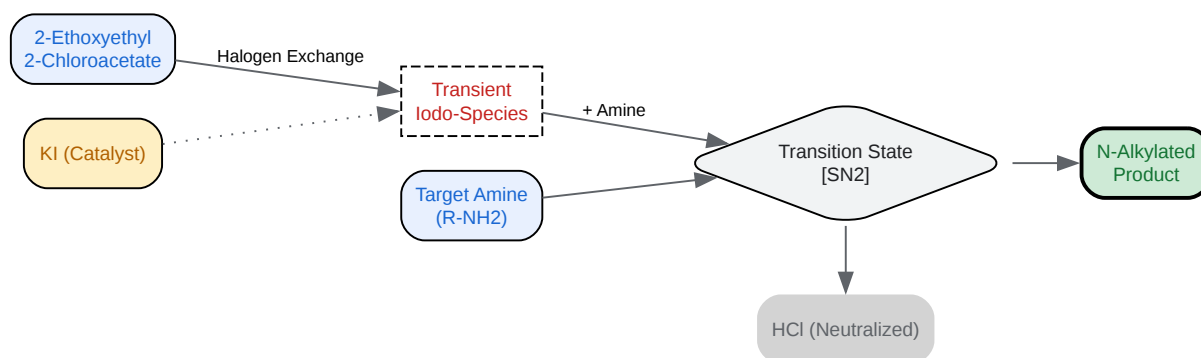 2-Ethoxyethyl
2-Chloroacetate
Halogen Exchange
KI (Catalyst)
Transient
Iodo-Species
+ Amine
Target Amine
(R-NH2)
Transition State
[SN2]
N-Alkylated
Product
HCl (Neutralized)